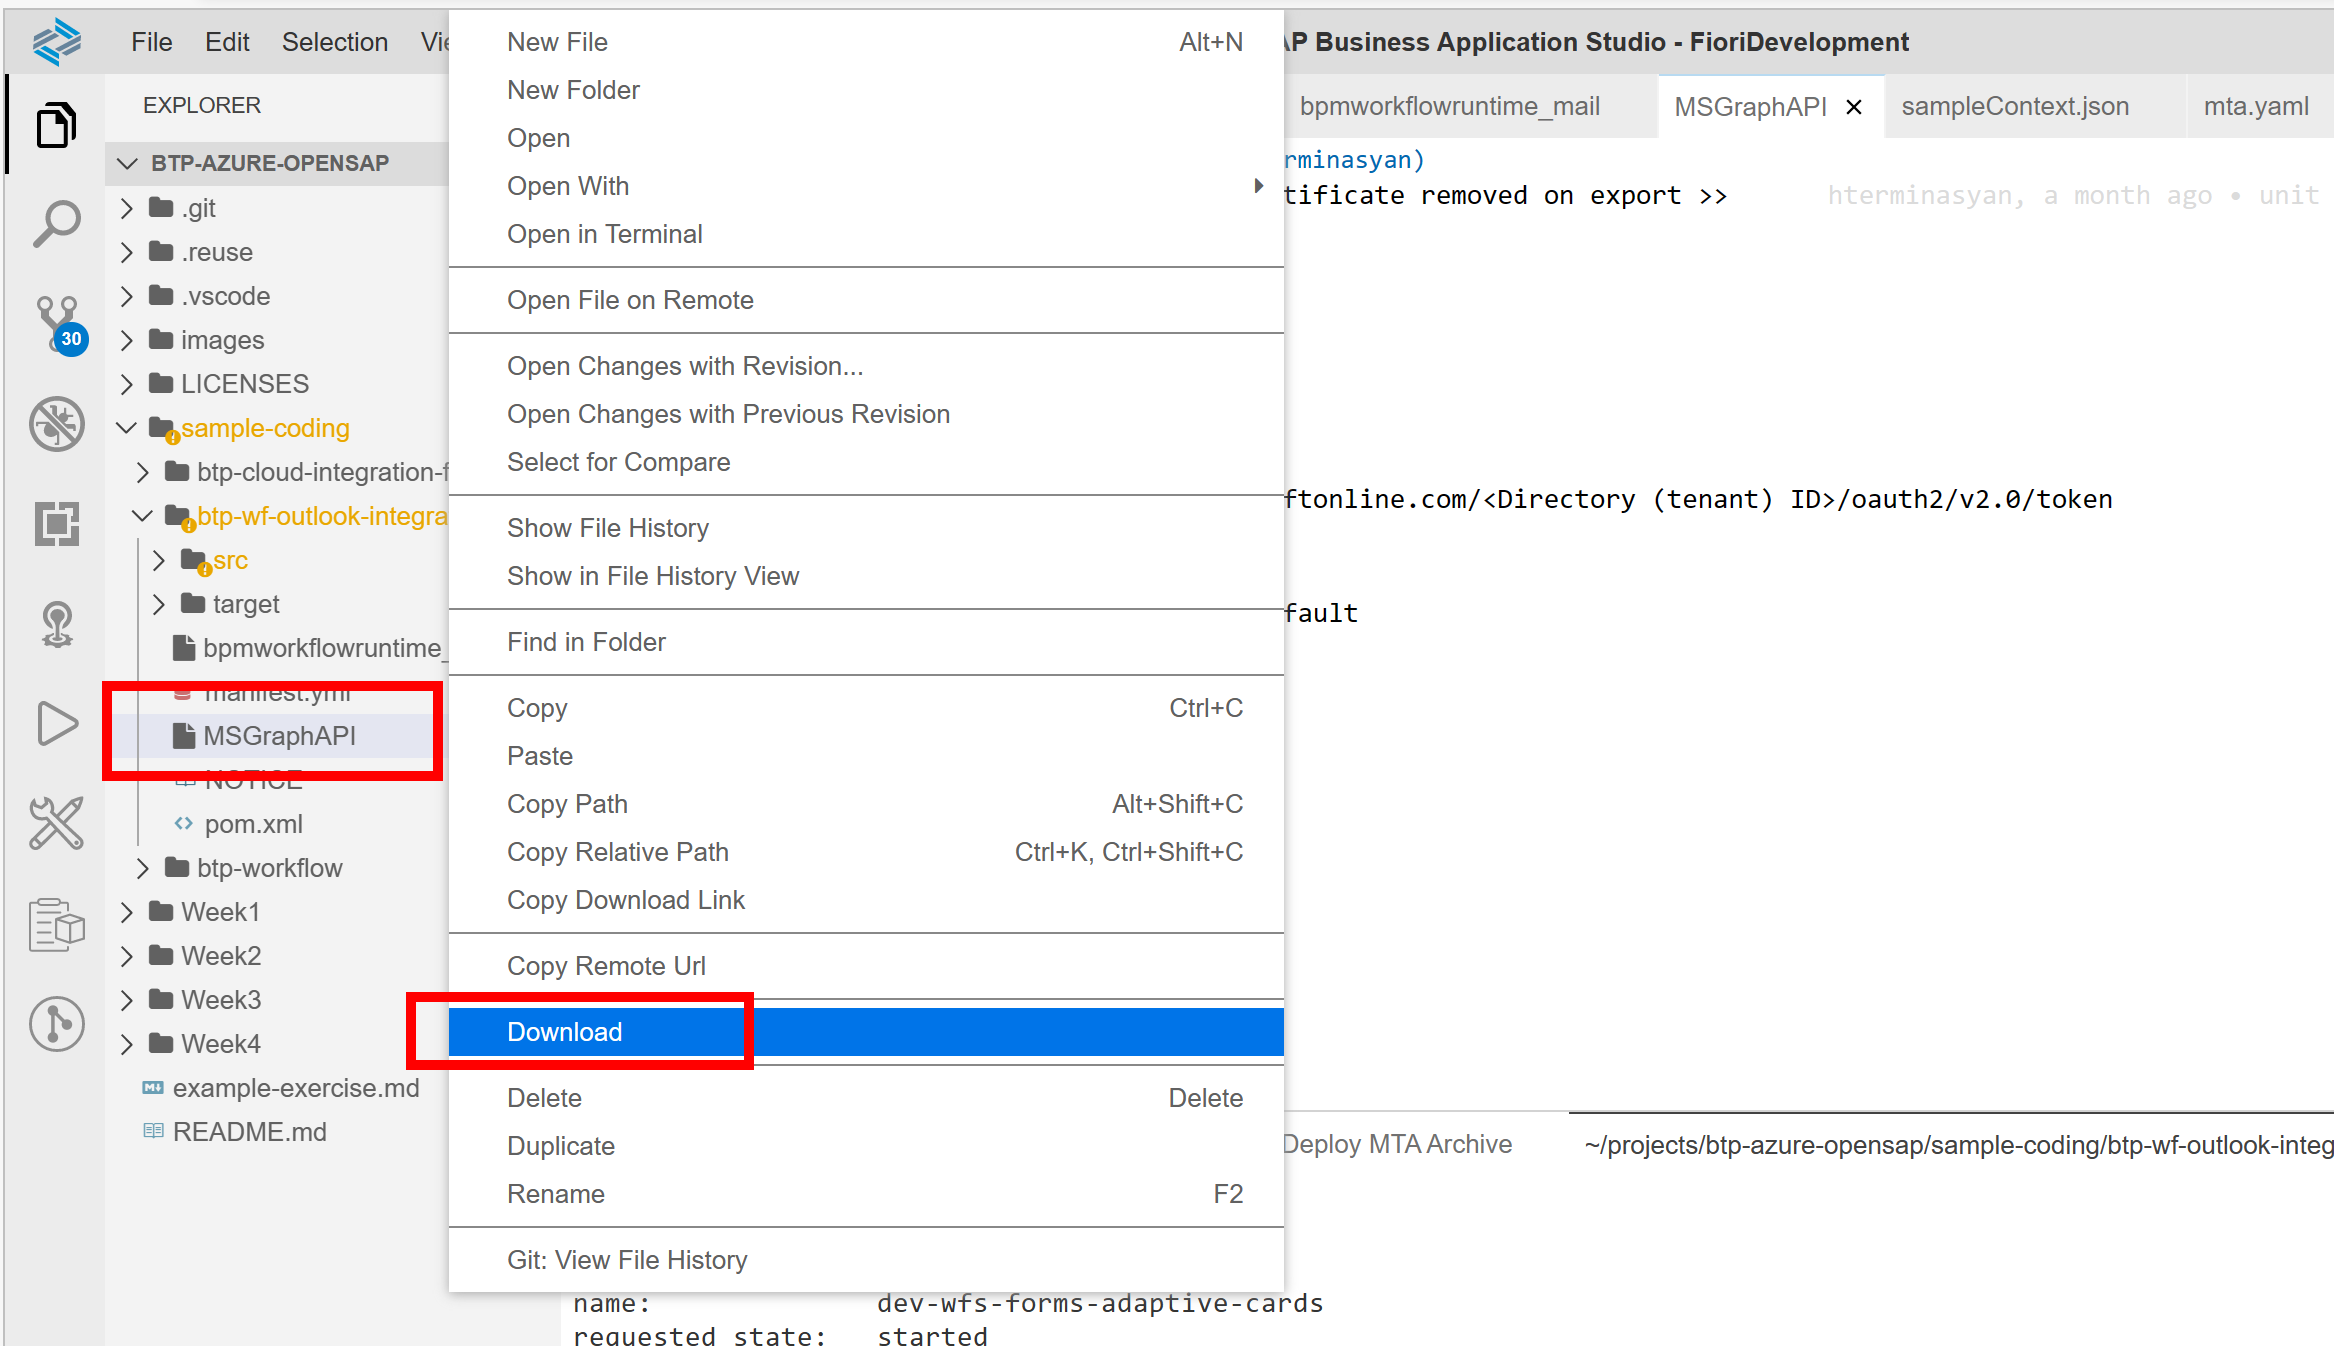 File Edit Selection
AP Business Application Studio - FioriDevelopment
EXPLORER
BTP-AZURE-OPENSAP
.git
.reuse
.vscode
images
LICENSES
sample-coding
btp-cloud-integration-f
btp-wf-outlook-integra
src
target
bpmworkflowruntime_
manifest.yml
MSGraphAPI
NOTICE
pom.xml
btp-workflow
Week1
Week2
Week3
Week4
example-exercise.md
README.md
30
New File Alt+N
New Folder
Open
Open With
Open in Terminal
Open File on Remote
Open Changes with Revision...
Open Changes with Previous Revision
Select for Compare
Show File History
Show in File History View
Find in Folder
Copy Ctrl+C
Paste
Copy Path Alt+Shift+C
Copy Relative Path Ctrl+K, Ctrl+Shift+C
Copy Download Link
Copy Remote Url
Download
Delete Delete
Duplicate
Rename F2
Git: View File History
bpmworkflowruntime_mail MSGraphAPI sampleContext.json mta.yaml
rminasyan)
tificate removed on export >> hterminasyan, a month ago • unit
ftonline.com/<Directory (tenant) ID>/oauth2/v2.0/token
fault
Deploy MTA Archive ~/projects/btp-azure-opensap/sample-coding/btp-wf-outlook-integ
name: dev-wfs-forms-adaptive-cards
requested state: started